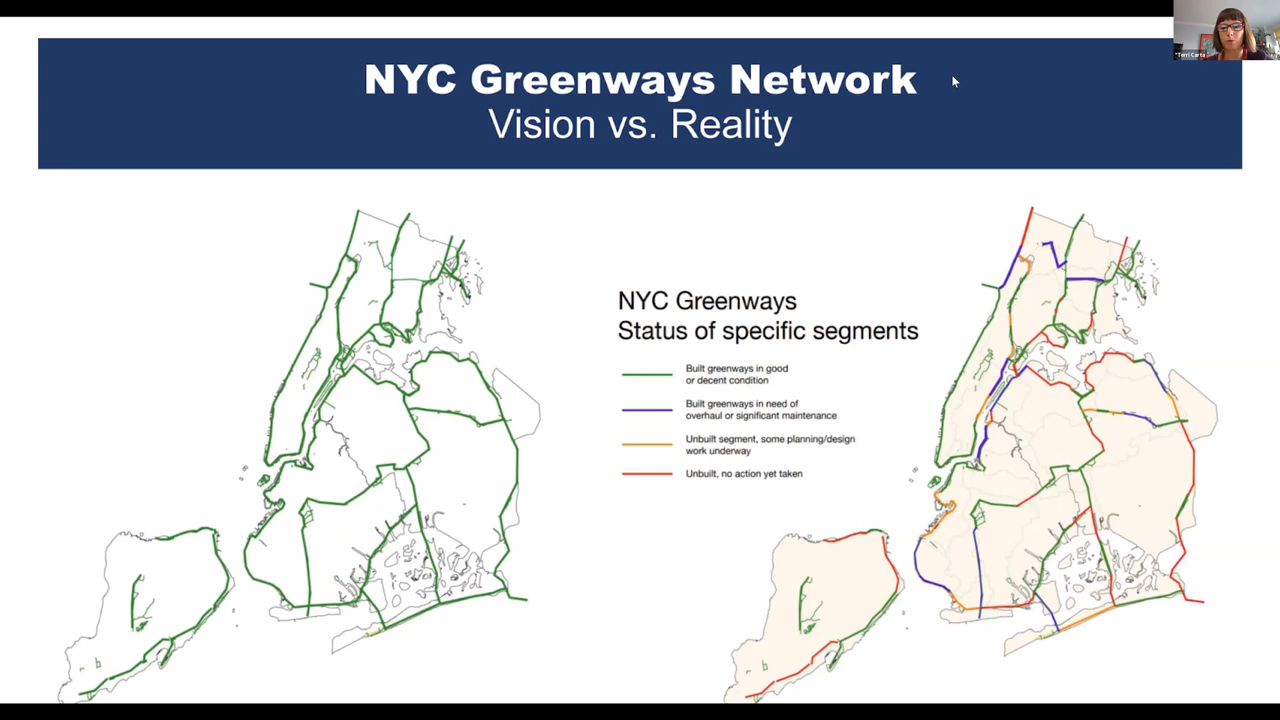 *Terri Carta
NYC Greenways Network
Vision vs. Reality
NYC Greenways
Status of specific segments
Built greenways in good
or decent condition
Built greenways in need of
overhaul or significant maintenance
Unbuilt segment, some planning/design
work underway
Unbuilt, no action yet taken